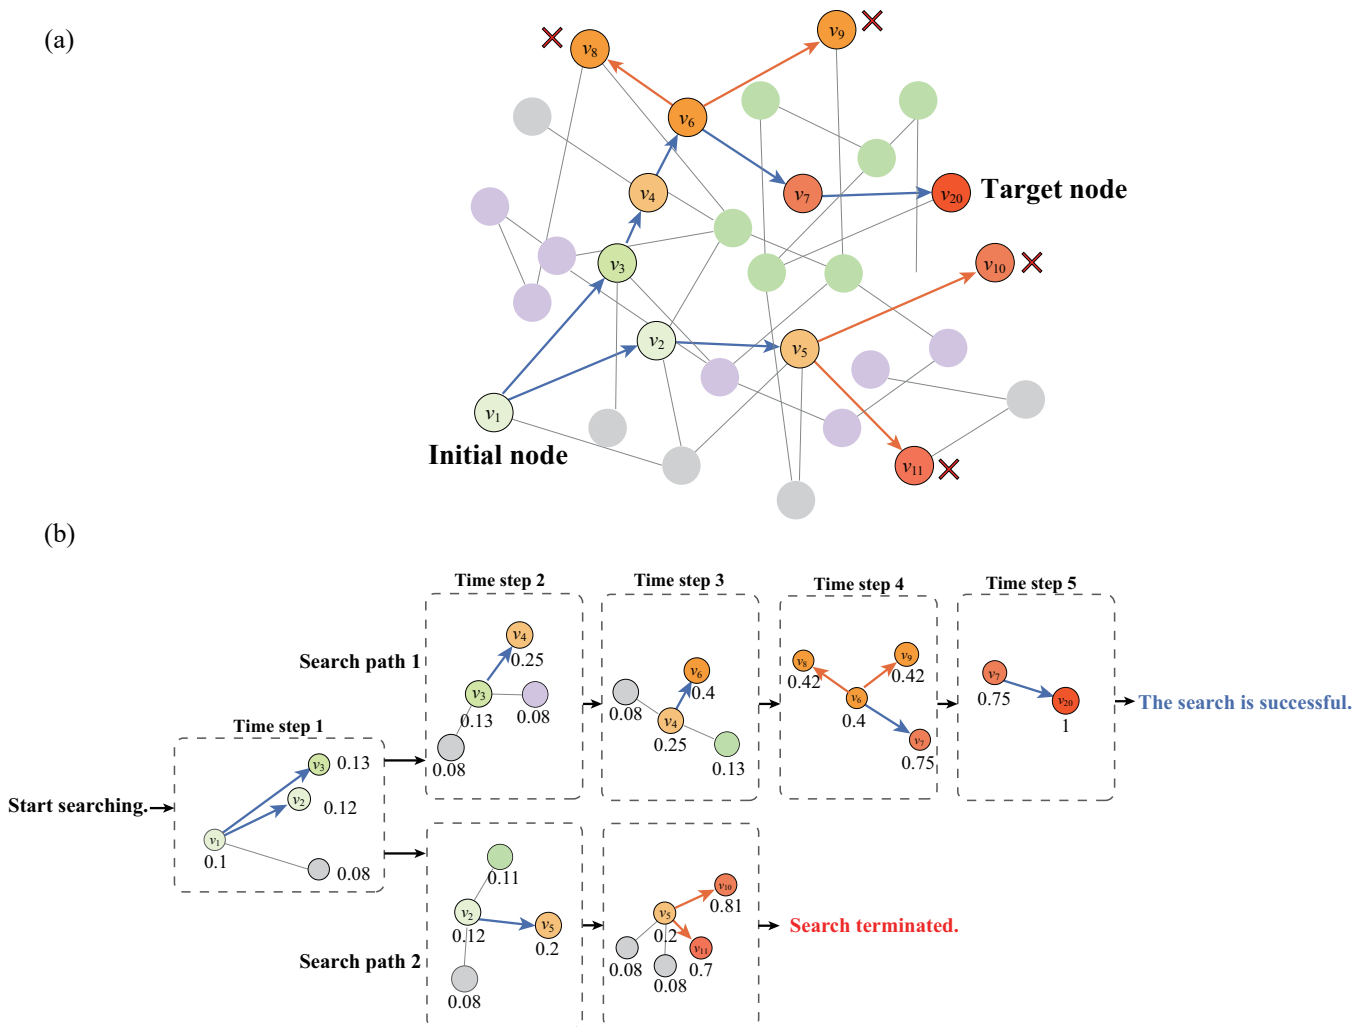 (a)
v8
v9
v6
v4
v7
v20
Target node
v3
v10
v2
v5
v1
Initial node
v11
(b)
Time step 2
Time step 3
Time step 4
Time step 5
Search path 1
v4
0.25
v3
0.13
0.08
0.08
v6
0.4
0.08
v4
0.25
0.13
v8
0.42
v9
0.42
v6
0.4
v7
0.75
v7
0.75
v20
1
The search is successful.
Time step 1
Start searching.
v3
0.13
v2
0.12
v1
0.1
0.08
Search path 2
0.11
v2
0.12
v5
0.2
0.08
v10
0.81
v5
0.2
v11
0.7
0.08
0.08
Search terminated.